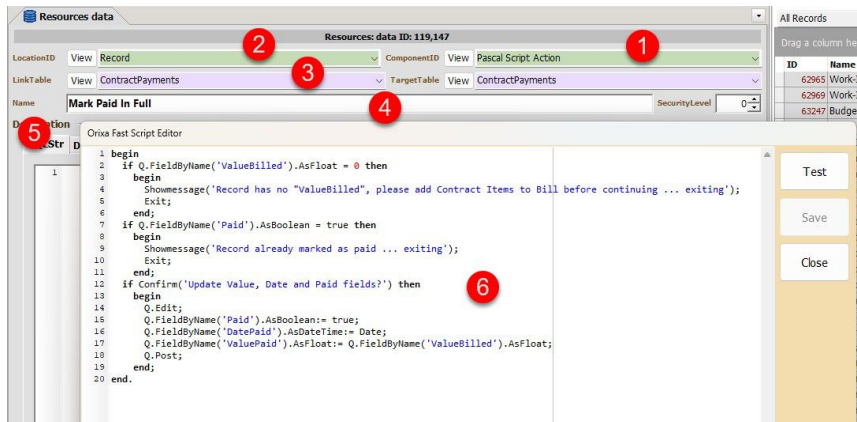 Resources data
All Records
Resources: data ID: 119,147
Drag a column he
LocationID View Record
ComponentID View Pascal Script Action
LinkTable View ContractPayments
TargetTable View ContractPayments
Name Mark Paid In Full
SecurityLevel 0
ID Name
62965 Work-
62969 Work-
63247 Budge
1
2
3
4
5
6
Str D
1
Orixa Fast Script Editor
1 begin
2 if Q.FieldByName('ValueBilled').AsFloat = 0 then
3 begin
4 Showmessage('Record has no "ValueBilled", please add Contract Items to Bill before continuing ... exiting');
5 Exit;
6 end;
7 if Q.FieldByName('Paid').AsBoolean = true then
8 begin
9 Showmessage('Record already marked as paid ... exiting');
10 Exit;
11 end;
12 if Confirm('Update Value, Date and Paid fields?') then
13 begin
14 Q.Edit;
15 Q.FieldByName('Paid').AsBoolean:= true;
16 Q.FieldByName('DatePaid').AsDateTime:= Date;
17 Q.FieldByName('ValuePaid').AsFloat:= Q.FieldByName('ValueBilled').AsFloat;
18 Q.Post;
19 end;
20 end.
Test
Save
Close